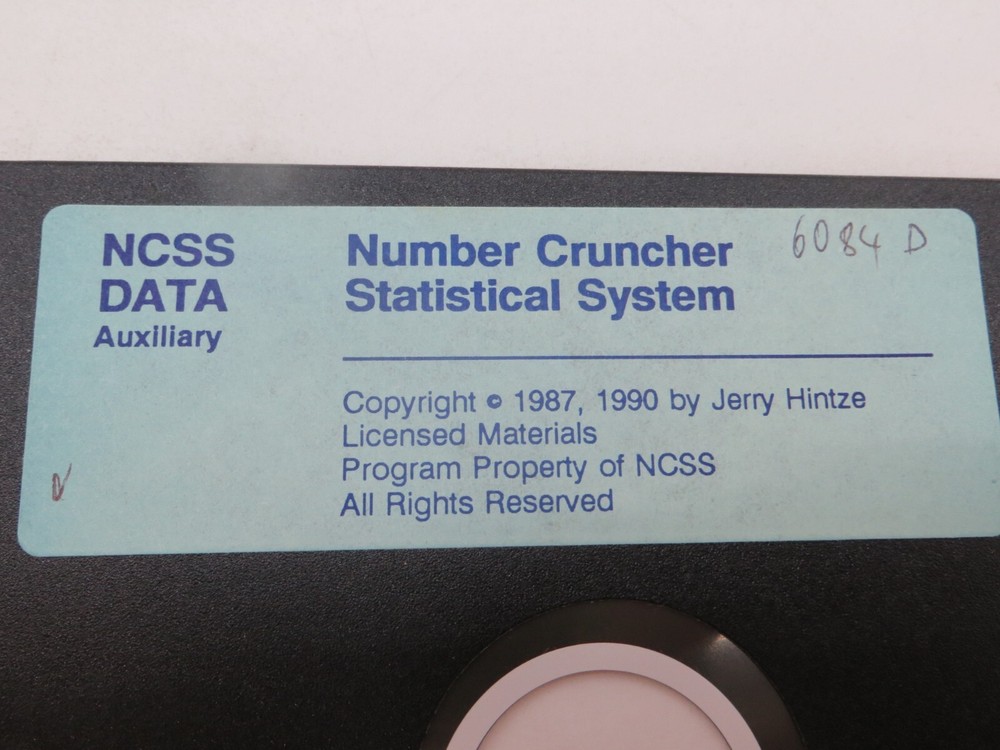 NCSS
DATA
Auxiliary
Number Cruncher
Statistical System
6084 D
Copyright © 1987, 1990 by Jerry Hintze
Licensed Materials
Program Property of NCSS
All Rights Reserved